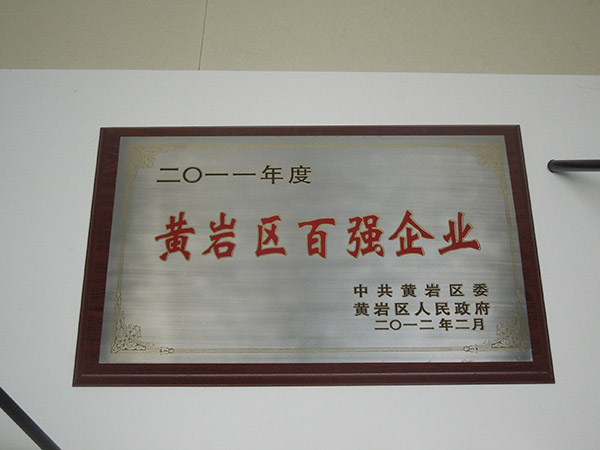 二〇一一年度
黄岩区百强企业
中共黄岩区委
黄岩区人民政府
二〇一二年二月